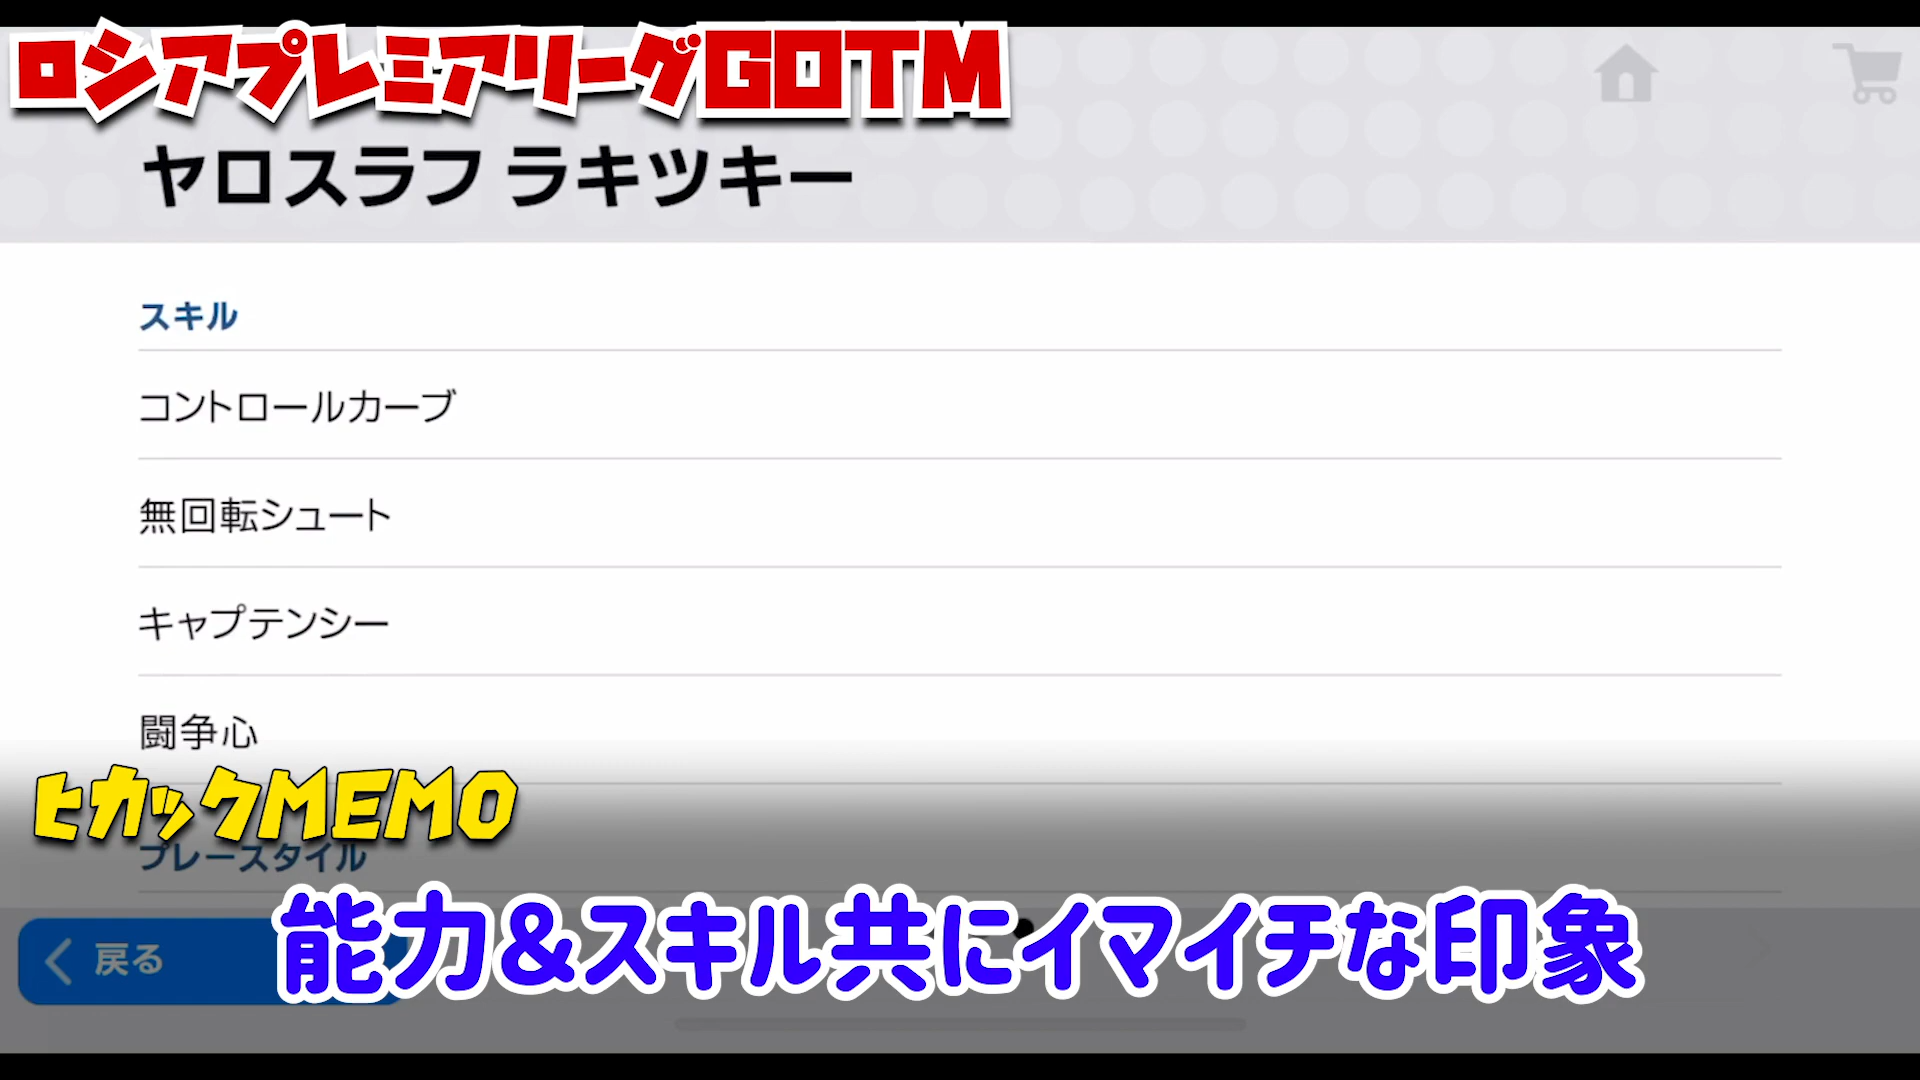 ロシアプレミアリーグGOTM
ヤロスラフ ラキツキー
スキル
コントロールカーブ
無回転シュート
キャプテンシー
闘争心
ヒカックMEMO
プレースタイル
戻る
能力&スキル共にイマイチな印象